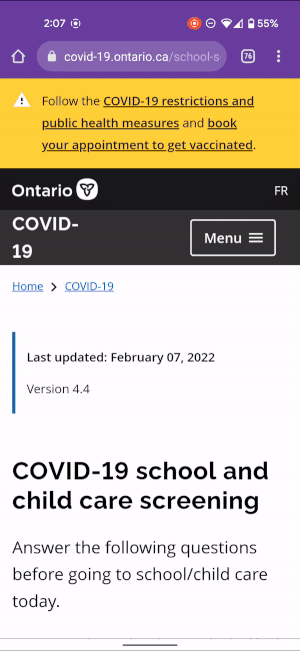 2:07 55%
covid-19.ontario.ca/school-s 76
Follow the COVID-19 restrictions and
public health measures and book
your appointment to get vaccinated.
Ontario FR
COVID-
19
Menu
Home > COVID-19
Last updated: February 07, 2022
Version 4.4
COVID-19 school and
child care screening
Answer the following questions
before going to school/child care
today.